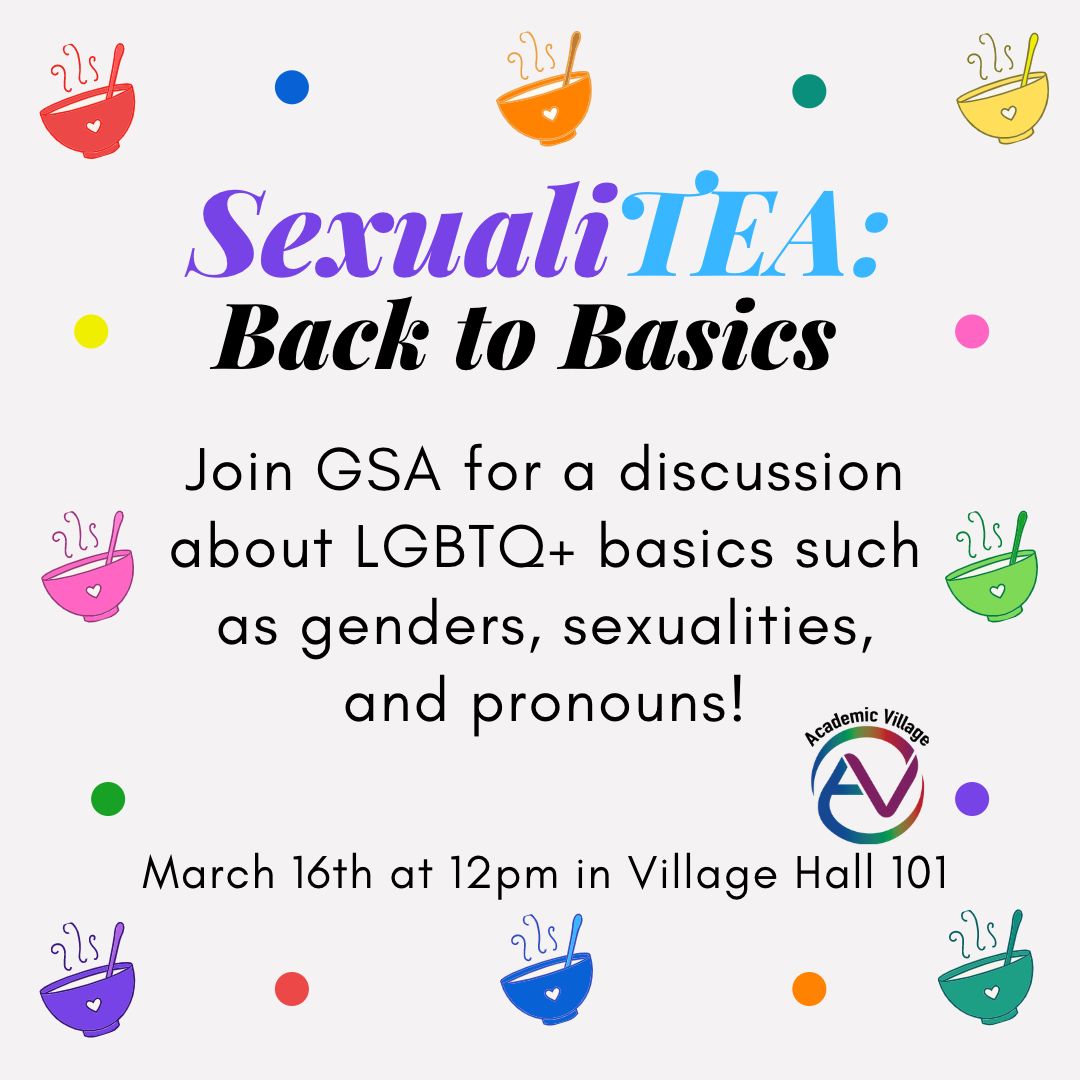 SexualiTEA:
Back to Basics
Join GSA for a discussion
about LGBTQ+ basics such
as genders, sexualities,
and pronouns!
Academic Village
AV
March 16th at 12pm in Village Hall 101